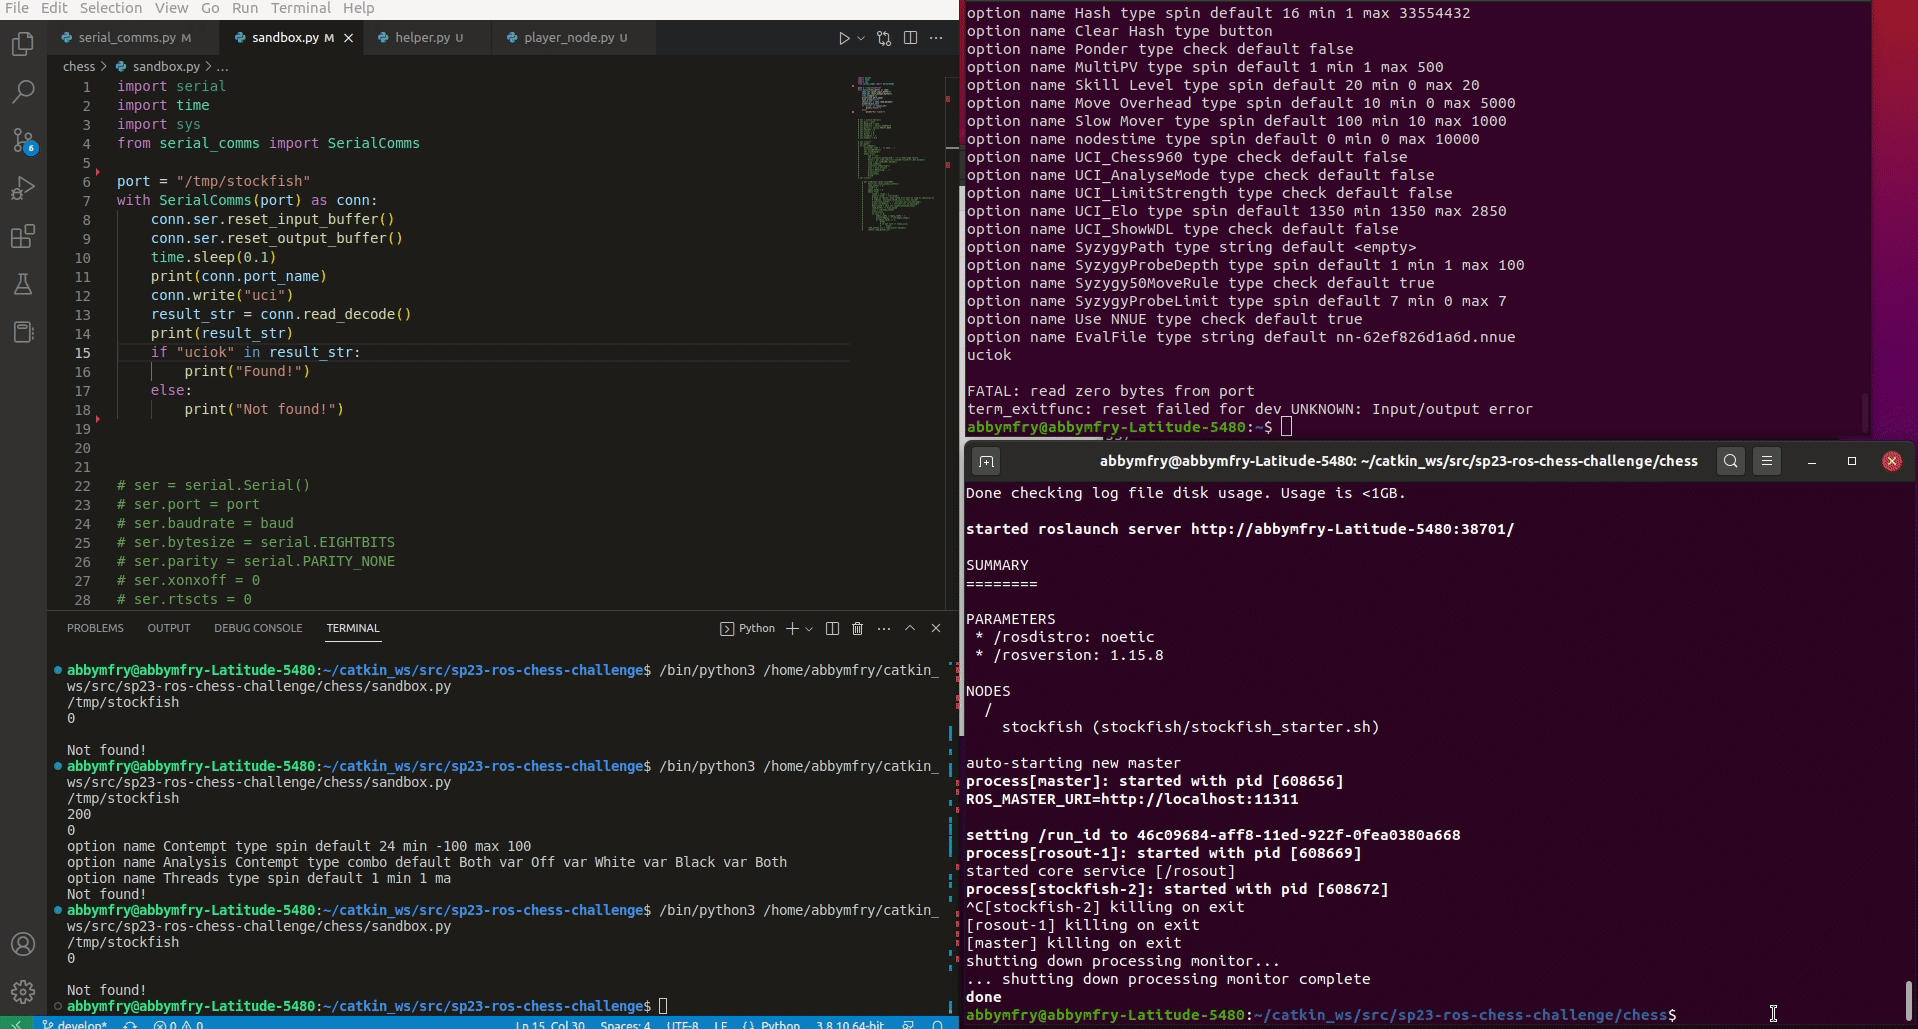 File Edit Selection View Go Run Terminal Help
serial_comms.py M sandbox.py M helper.py U player_node.py U
chess > sandbox.py > ...
1 import serial
2 import time
3 import sys
4 from serial_comms import SerialComms
5
6 port = "/tmp/stockfish"
7 with SerialComms(port) as conn:
8 conn.ser.reset_input_buffer()
9 conn.ser.reset_output_buffer()
10 time.sleep(0.1)
11 print(conn.port_name)
12 conn.write("uci")
13 result_str = conn.read_decode()
14 print(result_str)
15 if "uciok" in result_str:
16 print("Found!")
17 else:
18 print("Not found!")
19
20
21
22 # ser = serial.Serial()
23 # ser.port = port
24 # ser.baudrate = baud
25 # ser.bytesize = serial.EIGHTBITS
26 # ser.parity = serial.PARITY_NONE
27 # ser.xonxoff = 0
28 # ser.rtscts = 0
6
PROBLEMS OUTPUT DEBUG CONSOLE TERMINAL Python
abbymfry@abbymfry-Latitude-5480:~/catkin_ws/src/sp23-ros-chess-challenge$ /bin/python3 /home/abbymfry/catkin_
ws/src/sp23-ros-chess-challenge/chess/sandbox.py
/tmp/stockfish
0
Not found!
abbymfry@abbymfry-Latitude-5480:~/catkin_ws/src/sp23-ros-chess-challenge$ /bin/python3 /home/abbymfry/catkin_
ws/src/sp23-ros-chess-challenge/chess/sandbox.py
/tmp/stockfish
200
0
option name Contempt type spin default 24 min -100 max 100
option name Analysis Contempt type combo default Both var Off var White var Black var Both
option name Threads type spin default 1 min 1 ma
Not found!
abbymfry@abbymfry-Latitude-5480:~/catkin_ws/src/sp23-ros-chess-challenge$ /bin/python3 /home/abbymfry/catkin_
ws/src/sp23-ros-chess-challenge/chess/sandbox.py
/tmp/stockfish
0
Not found!
abbymfry@abbymfry-Latitude-5480:~/catkin_ws/src/sp23-ros-chess-challenge$
develop* 0 0 Ln 15, Col 30 Spaces: 4 UTF-8 LF Python 3.8.10 64-bit
option name Hash type spin default 16 min 1 max 33554432
option name Clear Hash type button
option name Ponder type check default false
option name MultiPV type spin default 1 min 1 max 500
option name Skill Level type spin default 20 min 0 max 20
option name Move Overhead type spin default 10 min 0 max 5000
option name Slow Mover type spin default 100 min 10 max 1000
option name nodestime type spin default 0 min 0 max 10000
option name UCI_Chess960 type check default false
option name UCI_AnalyseMode type check default false
option name UCI_LimitStrength type check default false
option name UCI_Elo type spin default 1350 min 1350 max 2850
option name UCI_ShowWDL type check default false
option name SyzygyPath type string default <empty>
option name SyzygyProbeDepth type spin default 1 min 1 max 100
option name Syzygy50MoveRule type check default true
option name SyzygyProbeLimit type spin default 7 min 0 max 7
option name Use NNUE type check default true
option name EvalFile type string default nn-62ef826d1a6d.nnue
uciok
FATAL: read zero bytes from port
term_exitfunc: reset failed for dev UNKNOWN: Input/output error
abbymfry@abbymfry-Latitude-5480:~$
abbymfry@abbymfry-Latitude-5480: ~/catkin_ws/src/sp23-ros-chess-challenge/chess
Done checking log file disk usage. Usage is <1GB.
started roslaunch server http://abbymfry-Latitude-5480:38701/
SUMMARY
========
PARAMETERS
* /rosdistro: noetic
* /rosversion: 1.15.8
NODES
/
stockfish (stockfish/stockfish_starter.sh)
auto-starting new master
process[master]: started with pid [608656]
ROS_MASTER_URI=http://localhost:11311
setting /run_id to 46c09684-aff8-11ed-922f-0fea0380a668
process[rosout-1]: started with pid [608669]
started core service [/rosout]
process[stockfish-2]: started with pid [608672]
^C[stockfish-2] killing on exit
[rosout-1] killing on exit
[master] killing on exit
shutting down processing monitor...
... shutting down processing monitor complete
done
abbymfry@abbymfry-Latitude-5480:~/catkin_ws/src/sp23-ros-chess-challenge/chess$